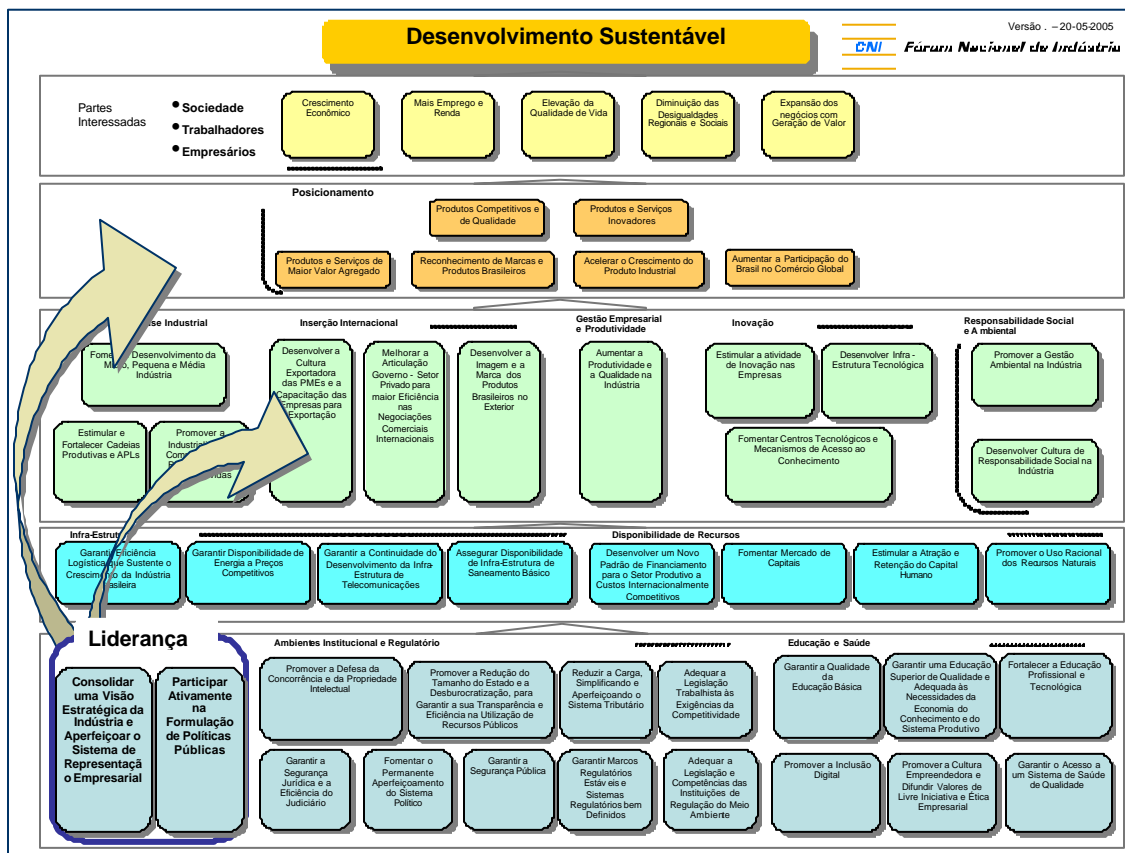 Desenvolvimento Sustentável
Versão . – 20-05-2005
CNI
Fórum Nacional de Indústria
Partes
Interessadas
• Sociedade
• Trabalhadores
• Empresários
Crescimento
Econômico
Mais Emprego e
Renda
Elevação da
Qualidade de Vida
Diminuição das
Desigualdades
Regionais e Sociais
Expansão dos
negócios com
Geração de Valor
Posicionamento
Produtos Competitivos e
de Qualidade
Produtos e Serviços
Inovadores
Produtos e Serviços de
Maior Valor Agregado
Reconhecimento de Marcas e
Produtos Brasileiros
Acelerar o Crescimento do
Produto Industrial
Aumentar a Participação do
Brasil no Comércio Global
Industrial
Desenvolvimento da
Pequena e Média
Indústria
Estimular e
Fortalecer Cadeias
Produtivas e APLs
Promover a
Inserção Internacional
Desenvolver a
Cultura
Exportadora
das PMEs e a
Capacitação das
Empresas para
Exportação
Melhorar a
Articulação
Governo - Setor
Privado para
maior Eficiência
nas
Negociações
Comerciais
Internacionais
Desenvolver a
Imagem e a
Marca dos
Produtos
Brasileiros no
Exterior
Gestão Empresarial
e Produtividade
Aumentar a
Produtividade e
a Qualidade na
Indústria
Inovação
Estimular a atividade
de Inovação nas
Empresas
Desenvolver Infra -
Estrutura Tecnológica
Fomentar Centros Tecnológicos e
Mecanismos de Acesso ao
Conhecimento
Responsabilidade Social
e Ambiental
Promover a Gestão
Ambiental na Indústria
Desenvolver Cultura de
Responsabilidade Social na
Indústria
Infra-Estrutura
Garantir Eficiência
Logística que Sustente o
Crescimento da Indústria
Brasileira
Garantir Disponibilidade de
Energia a Preços
Competitivos
Garantir a Continuidade do
Desenvolvimento da Infra-
Estrutura de
Telecomunicações
Assegurar Disponibilidade
de Infra-Estrutura de
Saneamento Básico
Disponibilidade de Recursos
Desenvolver um Novo
Padrão de Financiamento
para o Setor Produtivo a
Custos Internacionalmente
Competitivos
Fomentar Mercado de
Capitais
Estimular a Atração e
Retenção do Capital
Humano
Promover o Uso Racional
dos Recursos Naturais
Liderança
Consolidar
uma Visão
Estratégica da
Indústria e
Aperfeiçoar o
Sistema de
Representaçã
o Empresarial
Participar
Ativamente
na
Formulação
de Políticas
Públicas
Ambientes Institucional e Regulatório
Promover a Defesa da
Concorrência e da Propriedade
Intelectual
Promover a Redução do
Tamanho do Estado e a
Desburocratização, para
Garantir a sua Transparência e
Eficiência na Utilização de
Recursos Públicos
Reduzir a Carga,
Simplificando e
Aperfeiçoando o
Sistema Tributário
Adequar a
Legislação
Trabalhista às
Exigências da
Competitividade
Garantir a
Segurança
Jurídica e a
Eficiência do
Judiciário
Fomentar o
Permanente
Aperfeiçoamento
do Sistema
Político
Garantir a
Segurança Pública
Garantir Marcos
Regulatórios
Estáveis e
Sistemas
Regulatórios bem
Definidos
Adequar a
Legislação e
Competências das
Instituições de
Regulação do Meio
Ambiente
Educação e Saúde
Garantir a Qualidade
da
Educação Básica
Garantir uma Educação
Superior de Qualidade e
Adequada às
Necessidades da
Economia do
Conhecimento e do
Sistema Produtivo
Fortalecer a Educação
Profissional e
Tecnológica
Promover a Inclusão
Digital
Promover a Cultura
Empreendedora e
Difundir Valores de
Livre Iniciativa e Ética
Empresarial
Garantir o Acesso a
a um Sistema de Saúde
de Qualidade